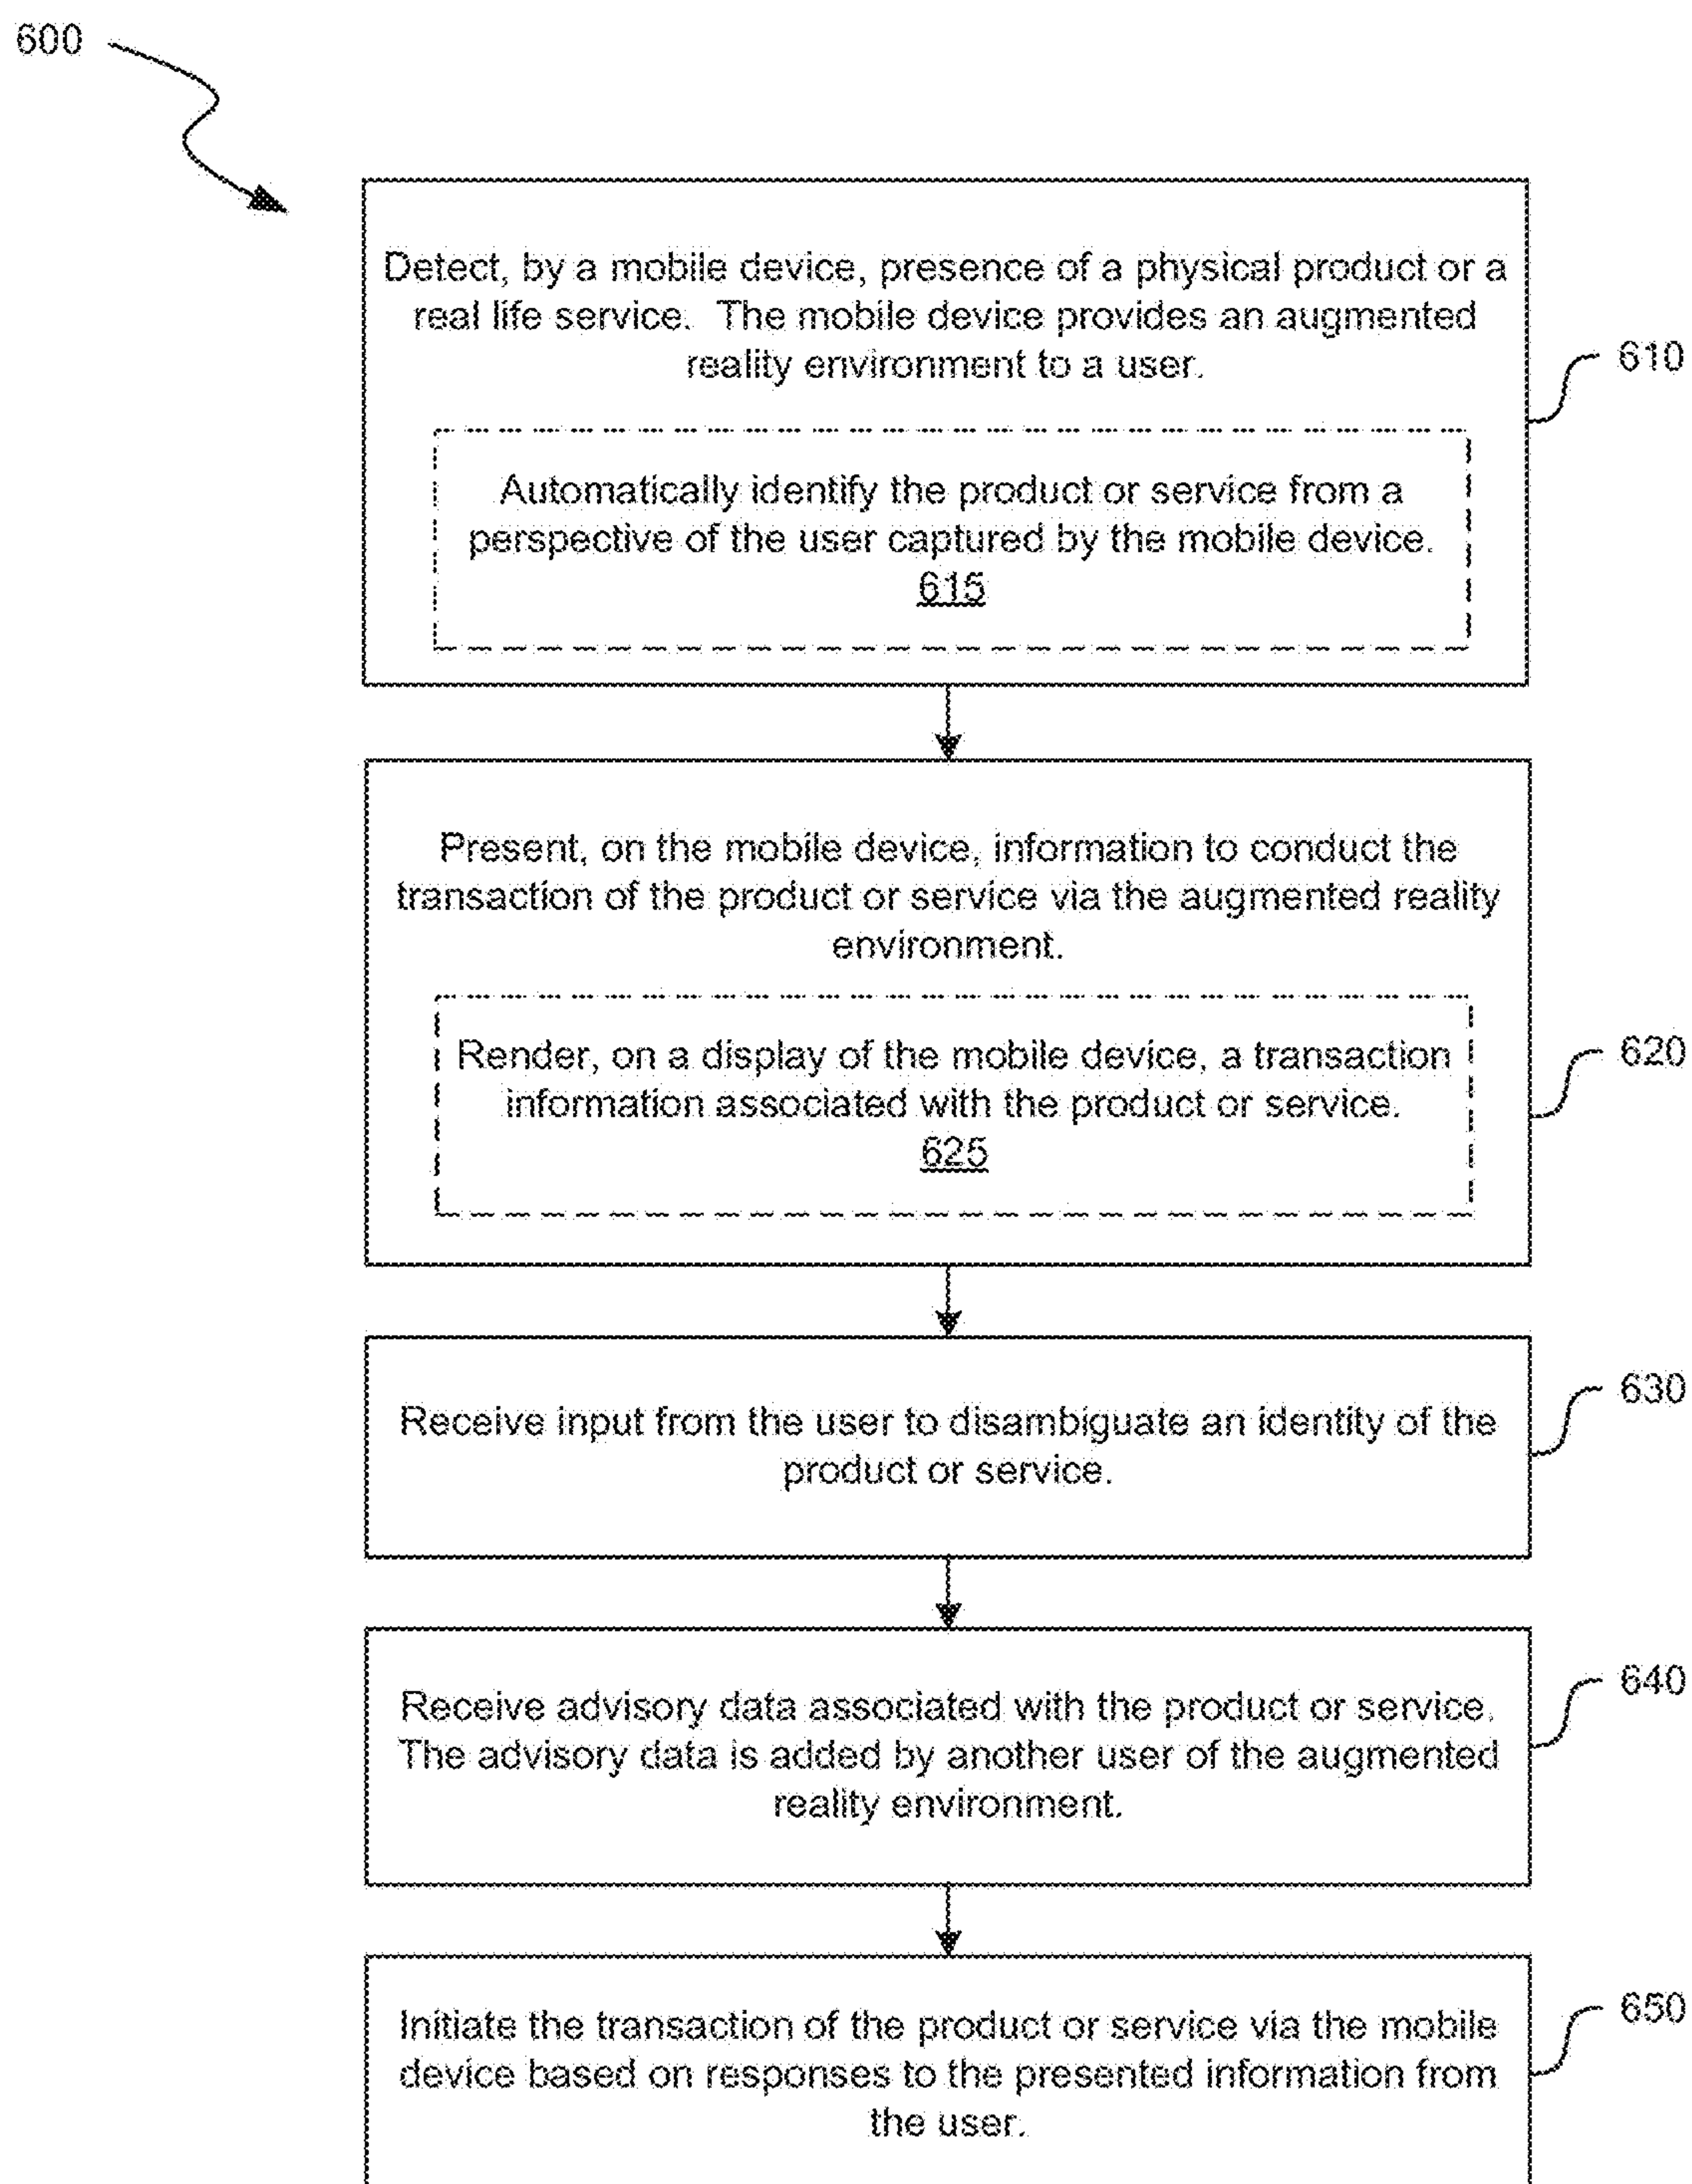 600
Detect, by a mobile device, presence of a physical product or a
real life service. The mobile device provides an augmented
reality environment to a user.
610
Automatically identify the product or service from a
perspective of the user captured by the mobile device.
615
Present, on the mobile device, information to conduct the
transaction of the product or service via the augmented reality
environment.
620
Render, on a display of the mobile device, a transaction
information associated with the product or service.
625
Receive input from the user to disambiguate an identity of the
product or service.
630
Receive advisory data associated with the product or service.
The advisory data is added by another user of the augmented
reality environment.
640
Initiate the transaction of the product or service via the mobile
device based on responses to the presented information from
the user.
650